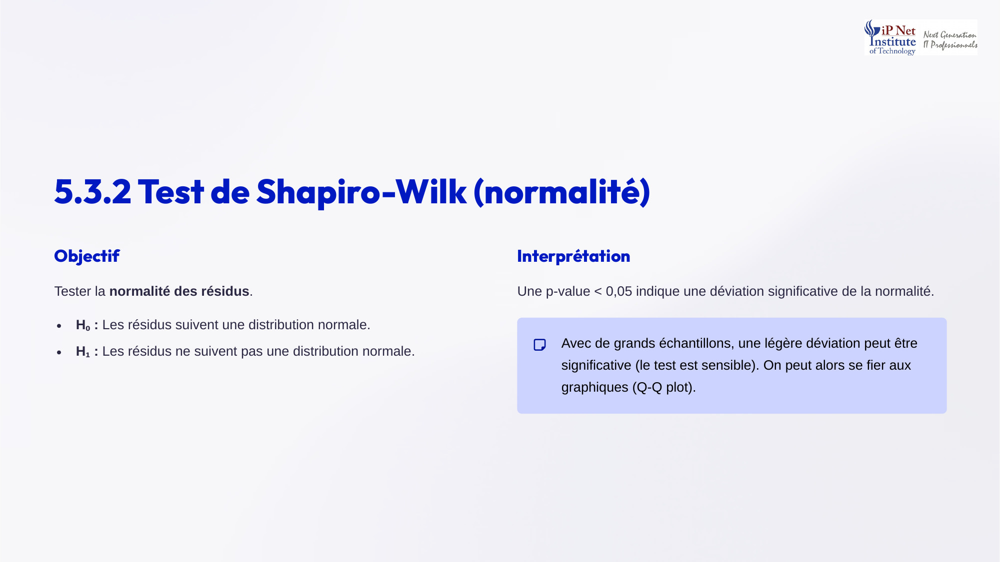 iP Net
Institute
of Technology
Next Generation
IT Professionnels
5.3.2 Test de Shapiro-Wilk (normalité)
Objectif
Tester la normalité des résidus.
• H₀ : Les résidus suivent une distribution normale.
• H₁ : Les résidus ne suivent pas une distribution normale.
Interprétation
Une p-value < 0,05 indique une déviation significative de la normalité.
Avec de grands échantillons, une légère déviation peut être
significative (le test est sensible). On peut alors se fier aux
graphiques (Q-Q plot).